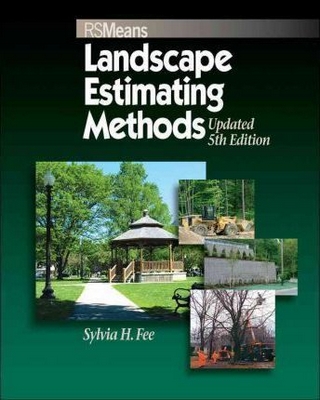 RSMeans
Landscape
Estimating
Methods
Updated
5th Edition
Sylvia H. Fee